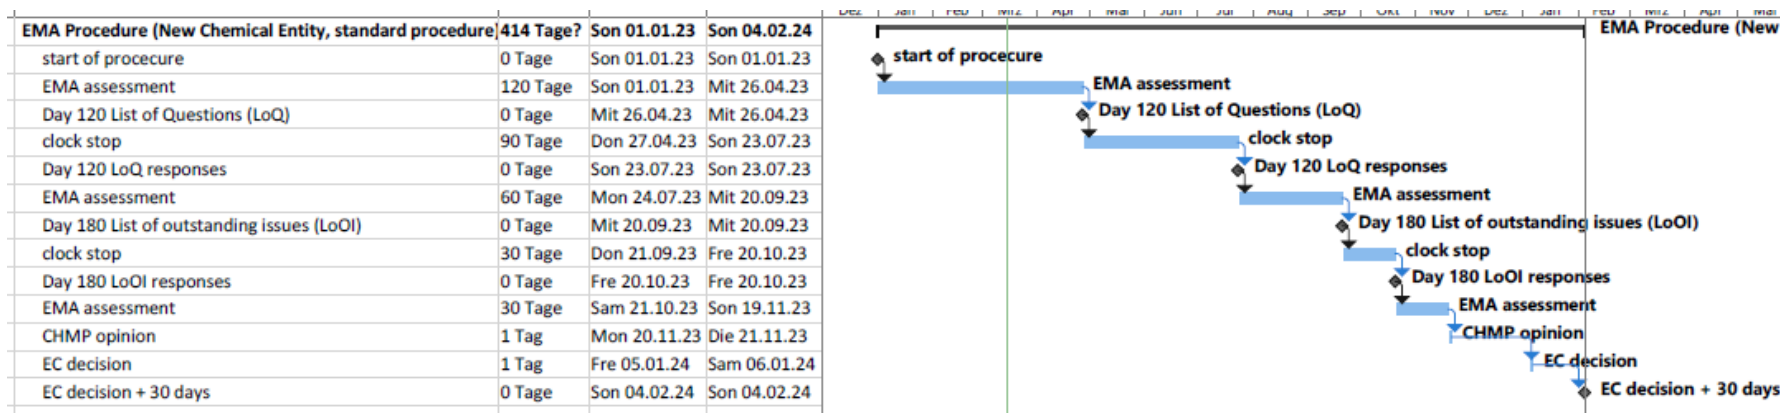 Dez Jan Feb Mrz Apr Mai Jun Jul Aug Sep Okt Nov Dez Jan Feb Mrz Apr Mai
EMA Procedure (New Chemical Entity, standard procedure) 414 Tage? Son 01.01.23 Son 04.02.24 EMA Procedure (New
start of procecure 0 Tage Son 01.01.23 Son 01.01.23 start of procecure
EMA assessment 120 Tage Son 01.01.23 Mit 26.04.23 EMA assessment
Day 120 List of Questions (LoQ) 0 Tage Mit 26.04.23 Mit 26.04.23 Day 120 List of Questions (LoQ)
clock stop 90 Tage Don 27.04.23 Son 23.07.23 clock stop
Day 120 LoQ responses 0 Tage Son 23.07.23 Son 23.07.23 Day 120 LoQ responses
EMA assessment 60 Tage Mon 24.07.23 Mit 20.09.23 EMA assessment
Day 180 List of outstanding issues (LoOI) 0 Tage Mit 20.09.23 Mit 20.09.23 Day 180 List of outstanding issues (LoOI)
clock stop 30 Tage Don 21.09.23 Fre 20.10.23 clock stop
Day 180 LoOI responses 0 Tage Fre 20.10.23 Fre 20.10.23 Day 180 LoOI responses
EMA assessment 30 Tage Sam 21.10.23 Son 19.11.23 EMA assessment
CHMP opinion 1 Tag Mon 20.11.23 Die 21.11.23 CHMP opinion
EC decision 1 Tag Fre 05.01.24 Sam 06.01.24 EC decision
EC decision + 30 days 0 Tage Son 04.02.24 Son 04.02.24 EC decision + 30 days